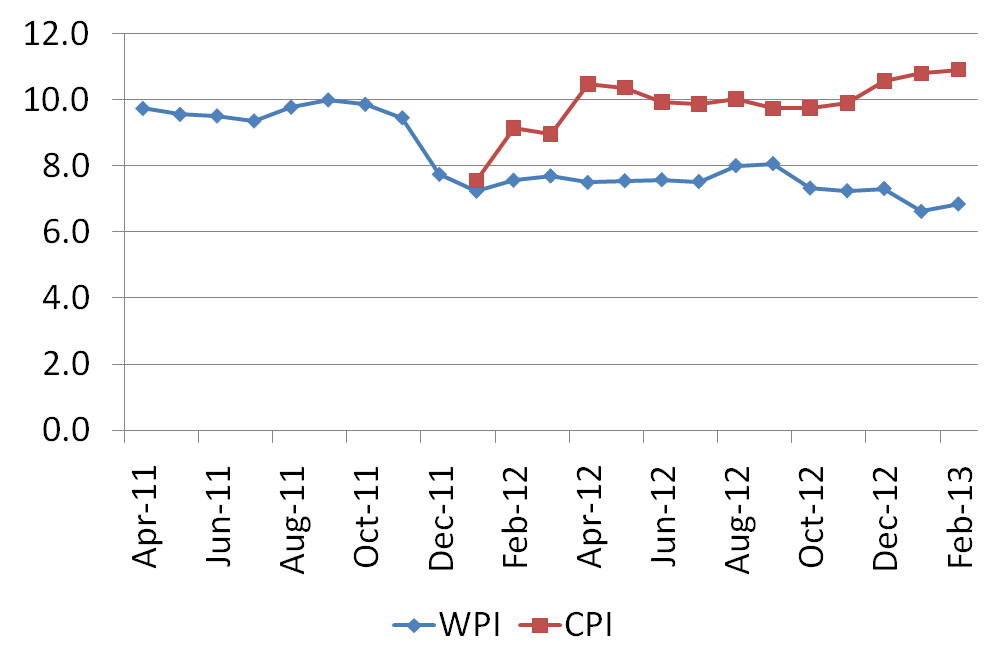 12.0
10.0
8.0
6.0
4.0
2.0
0.0
Apr-11
Jun-11
Aug-11
Oct-11
Dec-11
Feb-12
Apr-12
Jun-12
Aug-12
Oct-12
Dec-12
Feb-13
WPI CPI